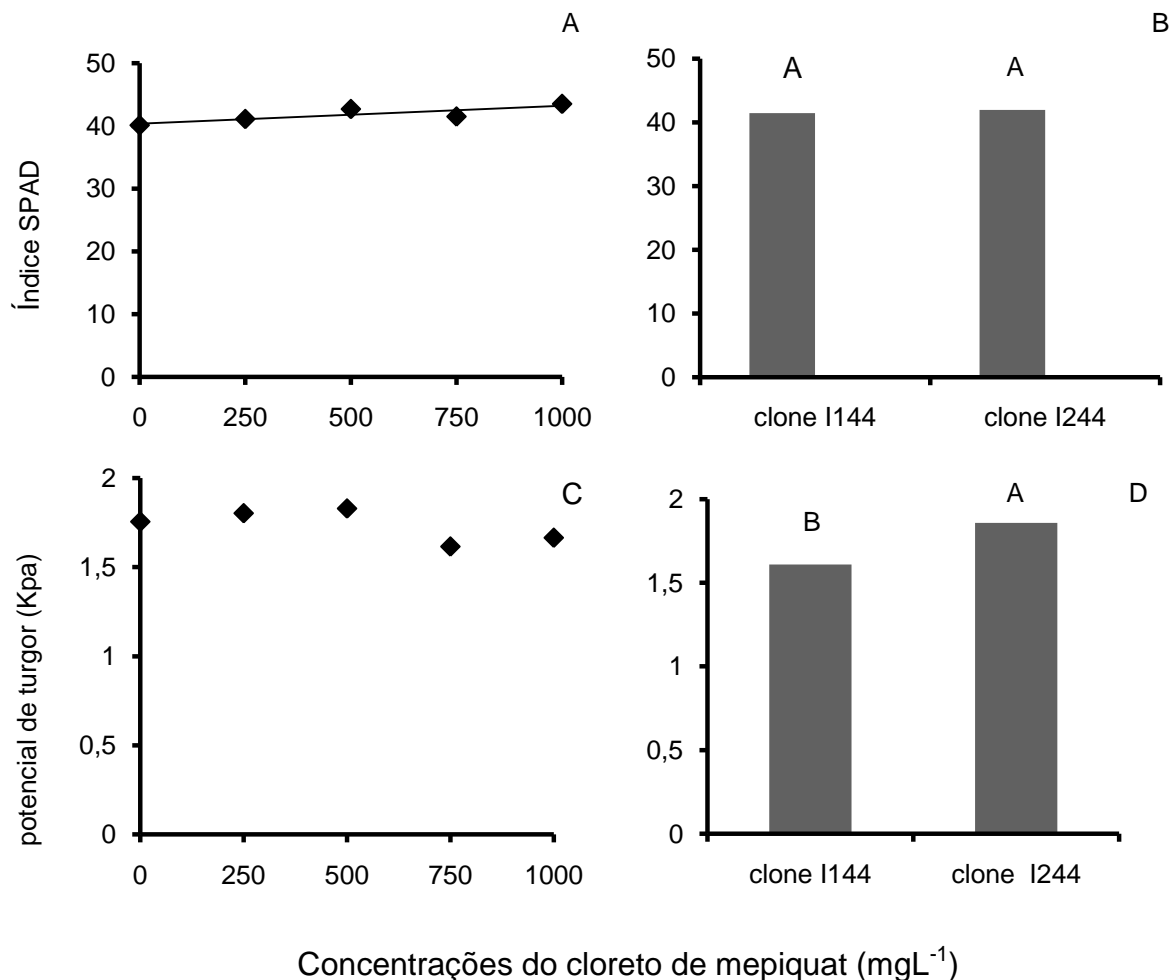 A
50
40
30
20
10
0
Índice SPAD
0 250 500 750 1000
B
50
40
30
20
10
0
A A
clone I144 clone I244
C
2
1,5
1
0,5
0
potencial de turgor (Kpa)
0 250 500 750 1000
D
2
1,5
1
0,5
0
B A
clone I144 clone I244
Concentrações do cloreto de mepiquat (mgL⁻¹)